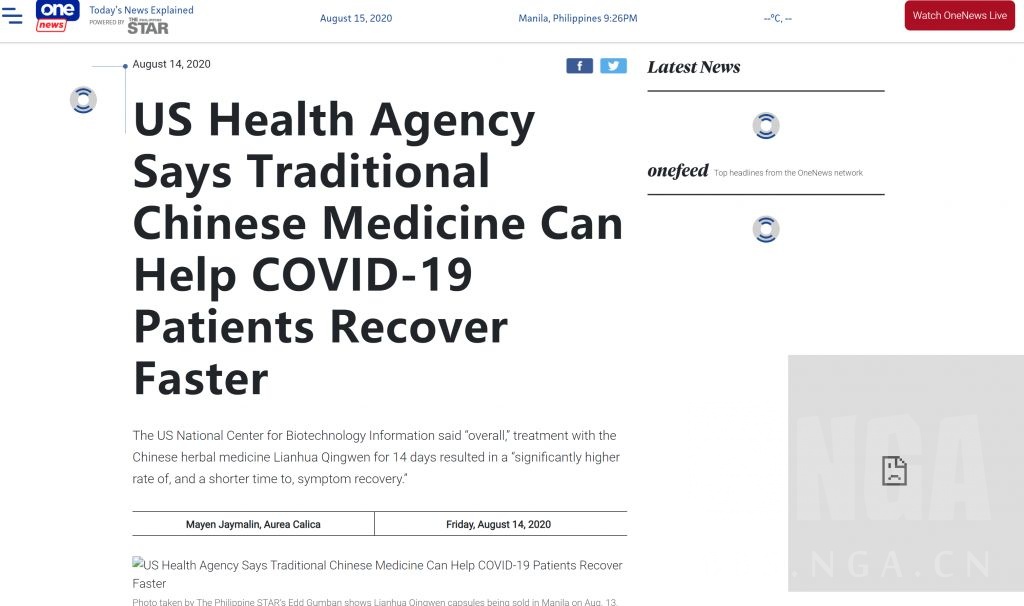 one
news
Today's News Explained
POWERED BY THE PHILIPPINE STAR
August 15, 2020
Manila, Philippines 9:26PM
--°C, --
Watch OneNews Live
August 14, 2020
US Health Agency
Says Traditional
Chinese Medicine Can
Help COVID-19
Patients Recover
Faster
The US National Center for Biotechnology Information said “overall,” treatment with the
Chinese herbal medicine Lianhua Qingwen for 14 days resulted in a “significantly higher
rate of, and a shorter time to, symptom recovery.”
Mayen Jaymalin, Aurea Calica
Friday, August 14, 2020
US Health Agency Says Traditional Chinese Medicine Can Help COVID-19 Patients Recover
Faster
Photo taken by The Philippine STAR's Edd Gumban shows Lianhua Qingwen capsules being sold in Manila on Aug. 13,
Latest News
onefeed Top headlines from the OneNews network
NGA
.NGA.CN